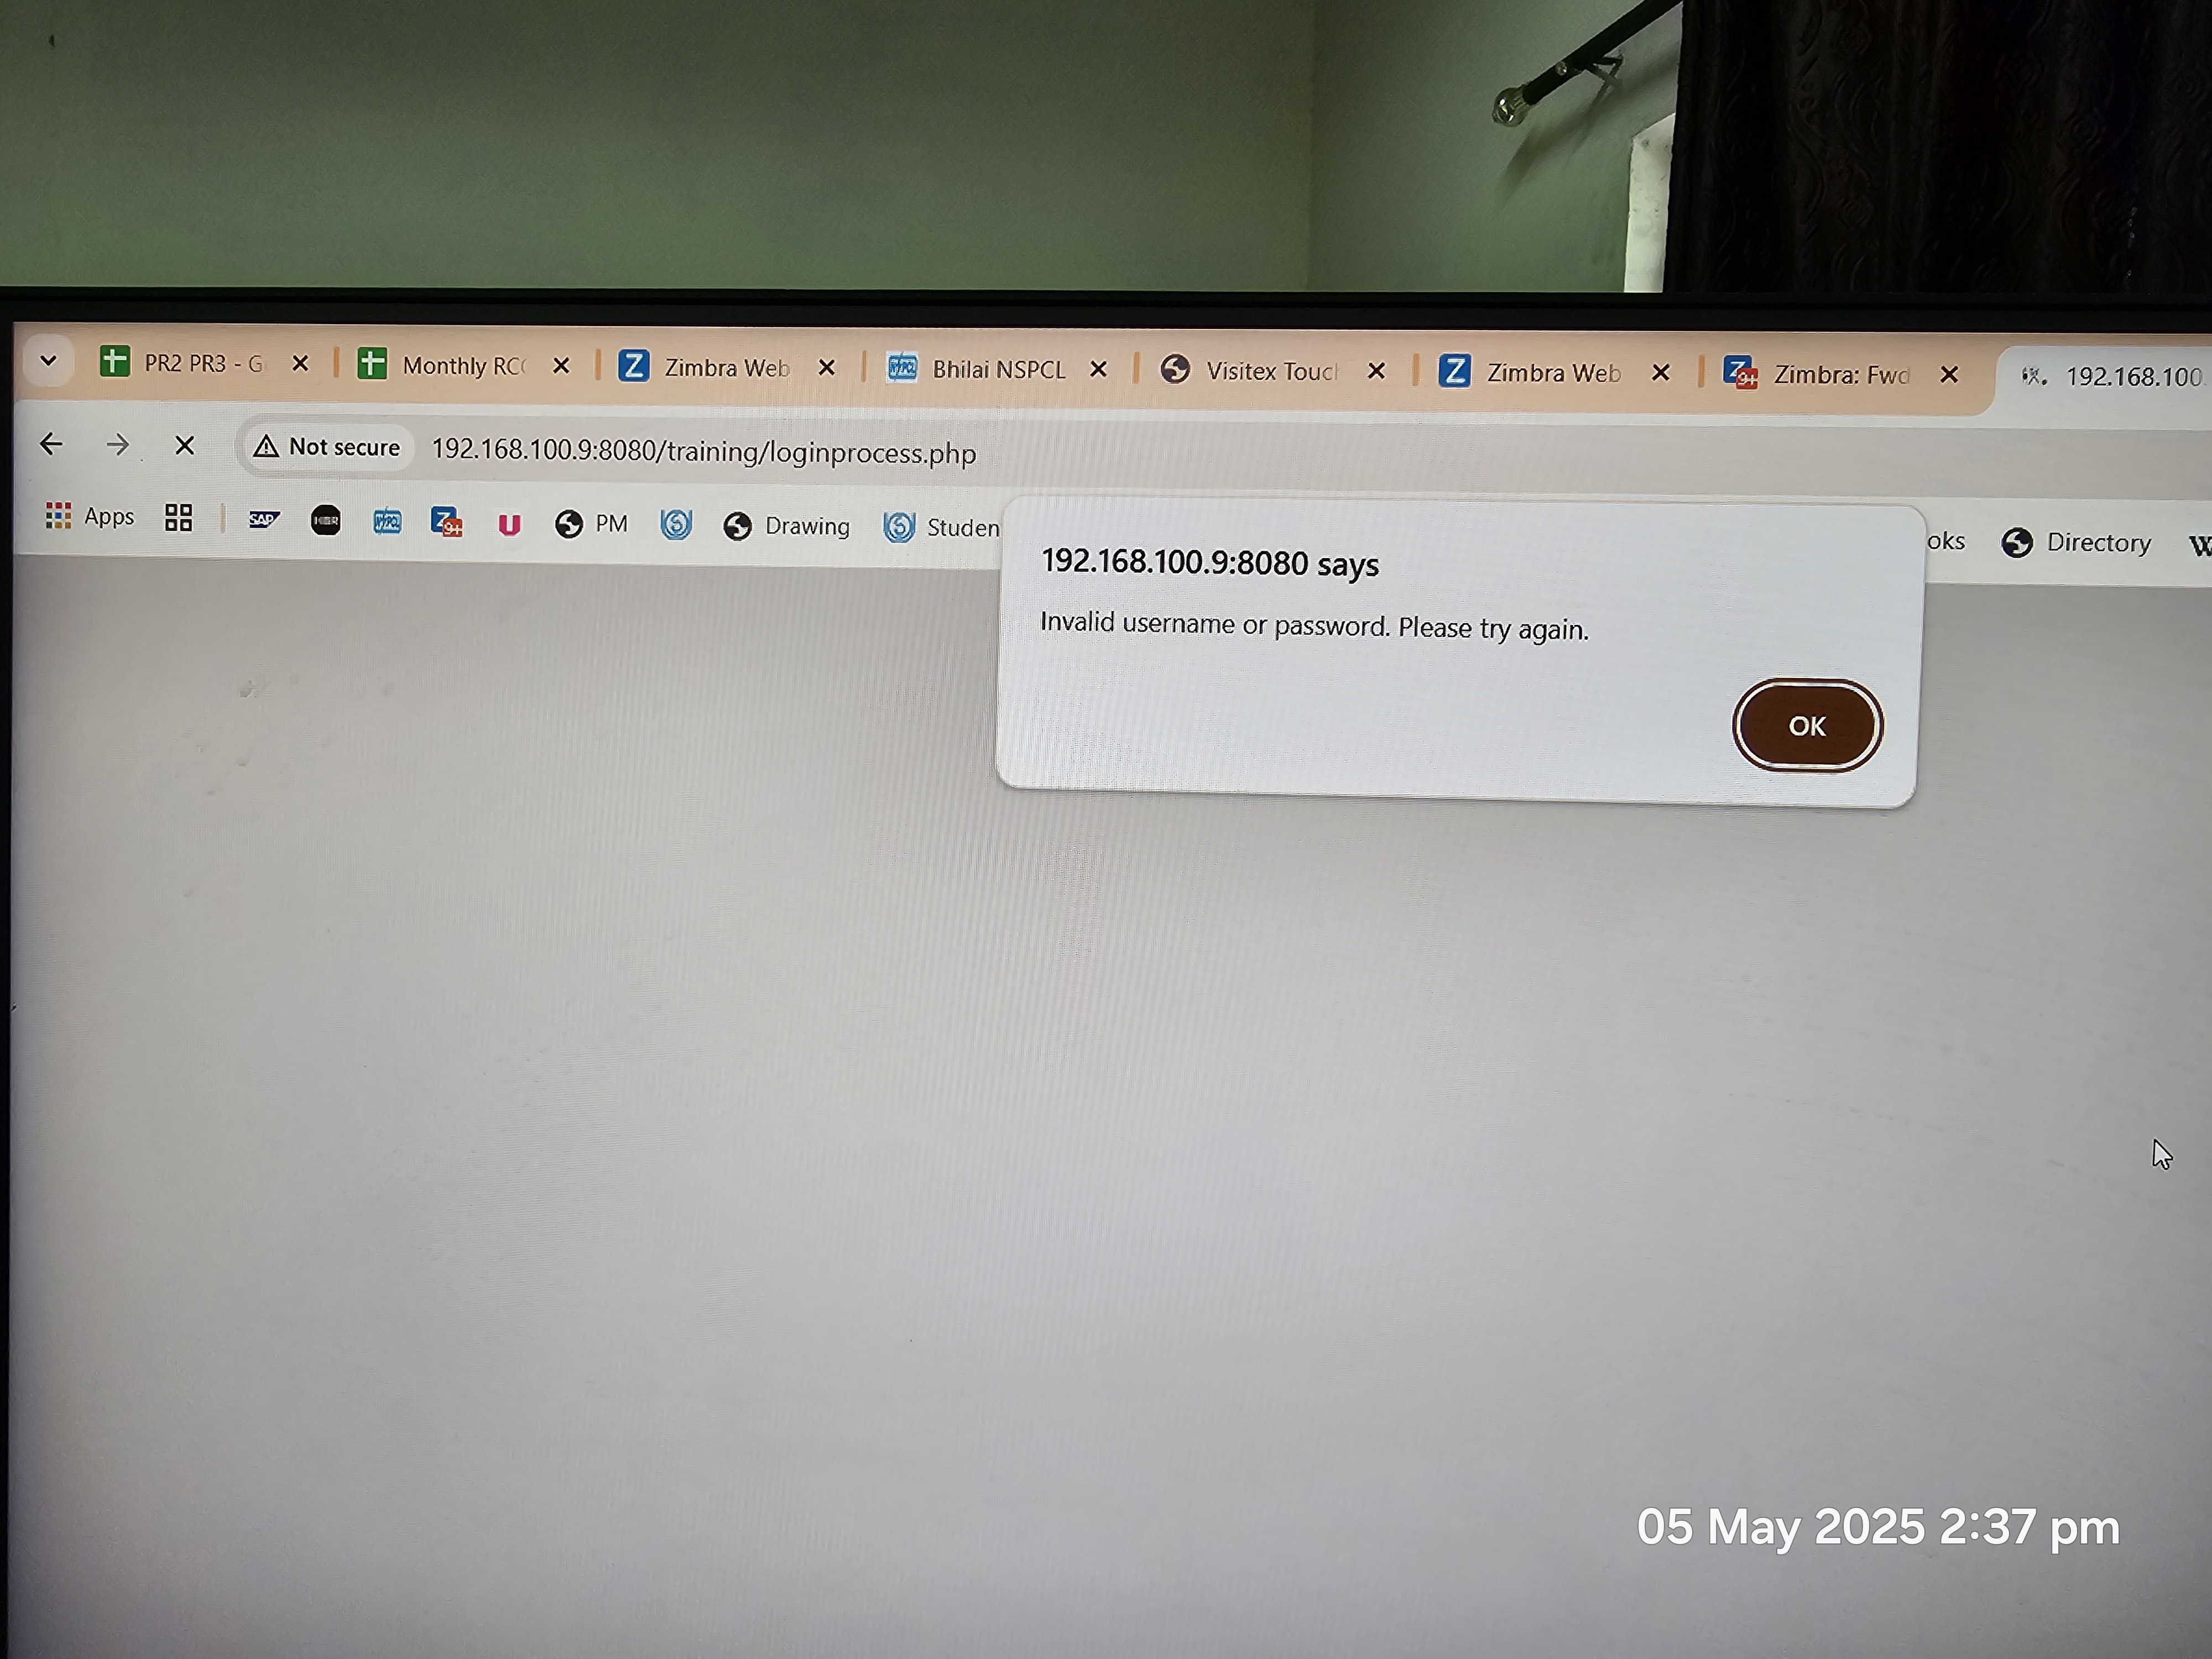 PR2 PR3 - G
Monthly RC
Zimbra Web
Bhilai NSPCL
Visitex Touc
Zimbra Web
Zimbra: Fwd
192.168.100.
Not secure
192.168.100.9:8080/training/loginprocess.php
Apps
SAP
9+
U
PM
Drawing
Studen
oks
Directory
W
192.168.100.9:8080 says
Invalid username or password. Please try again.
OK
05 May 2025 2:37 pm